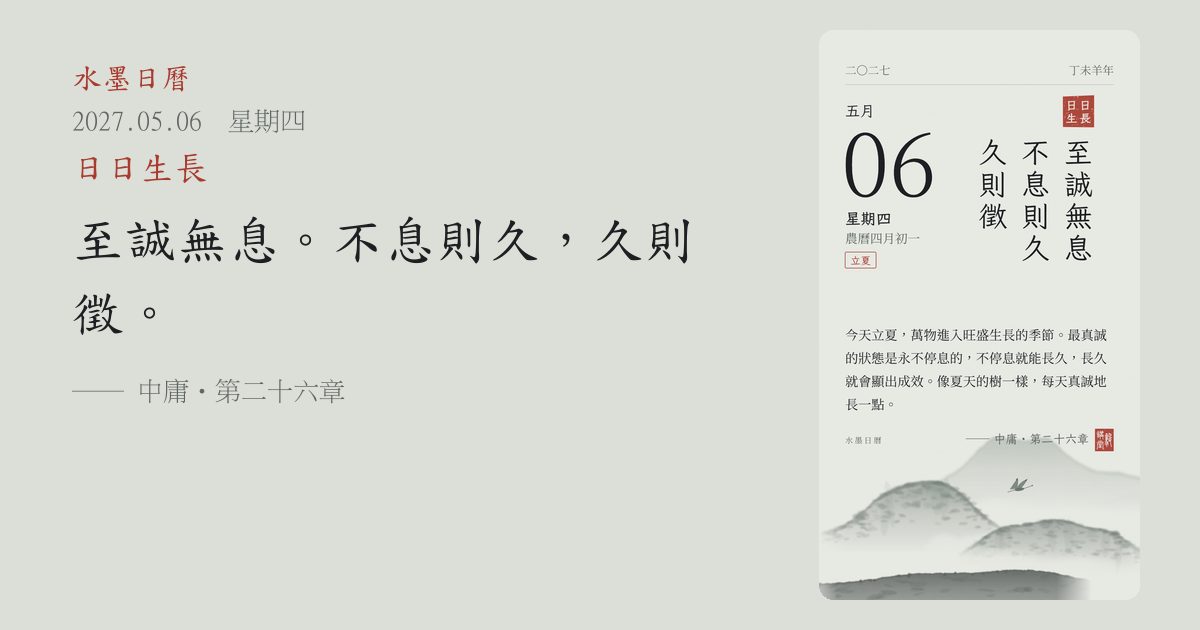 水墨日曆
2027.05.06 星期四
日日生長
至誠無息。不息則久，久則
徵。
—— 中庸・第二十六章
二〇二七
丁未羊年
五月
06
星期四
農曆四月初一
立夏
日日生長
至誠無息
不息則久
久則徵
今天立夏，萬物進入旺盛生長的季節。最真誠
的狀態是永不停息的，不停息就能長久，長久
就會顯出成效。像夏天的樹一樣，每天真誠地
長一點。
水墨日曆
—— 中庸・第二十六章